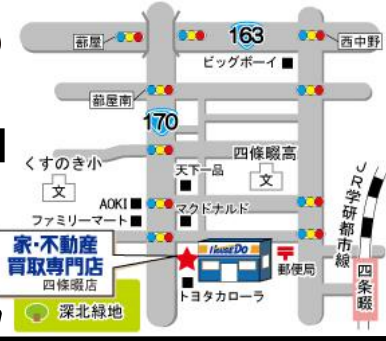 蔀屋
163
西中野
ビッグボーイ
蔀屋南
170
くすのき小
文
天下一品
四條畷高
文
AOKI
マクドナルド
ファミリーマート
JR学研都市線
家・不動産
買取専門店
四條畷店
HOUSE DO
郵便局
トヨタカローラ
四条畷
深北緑地